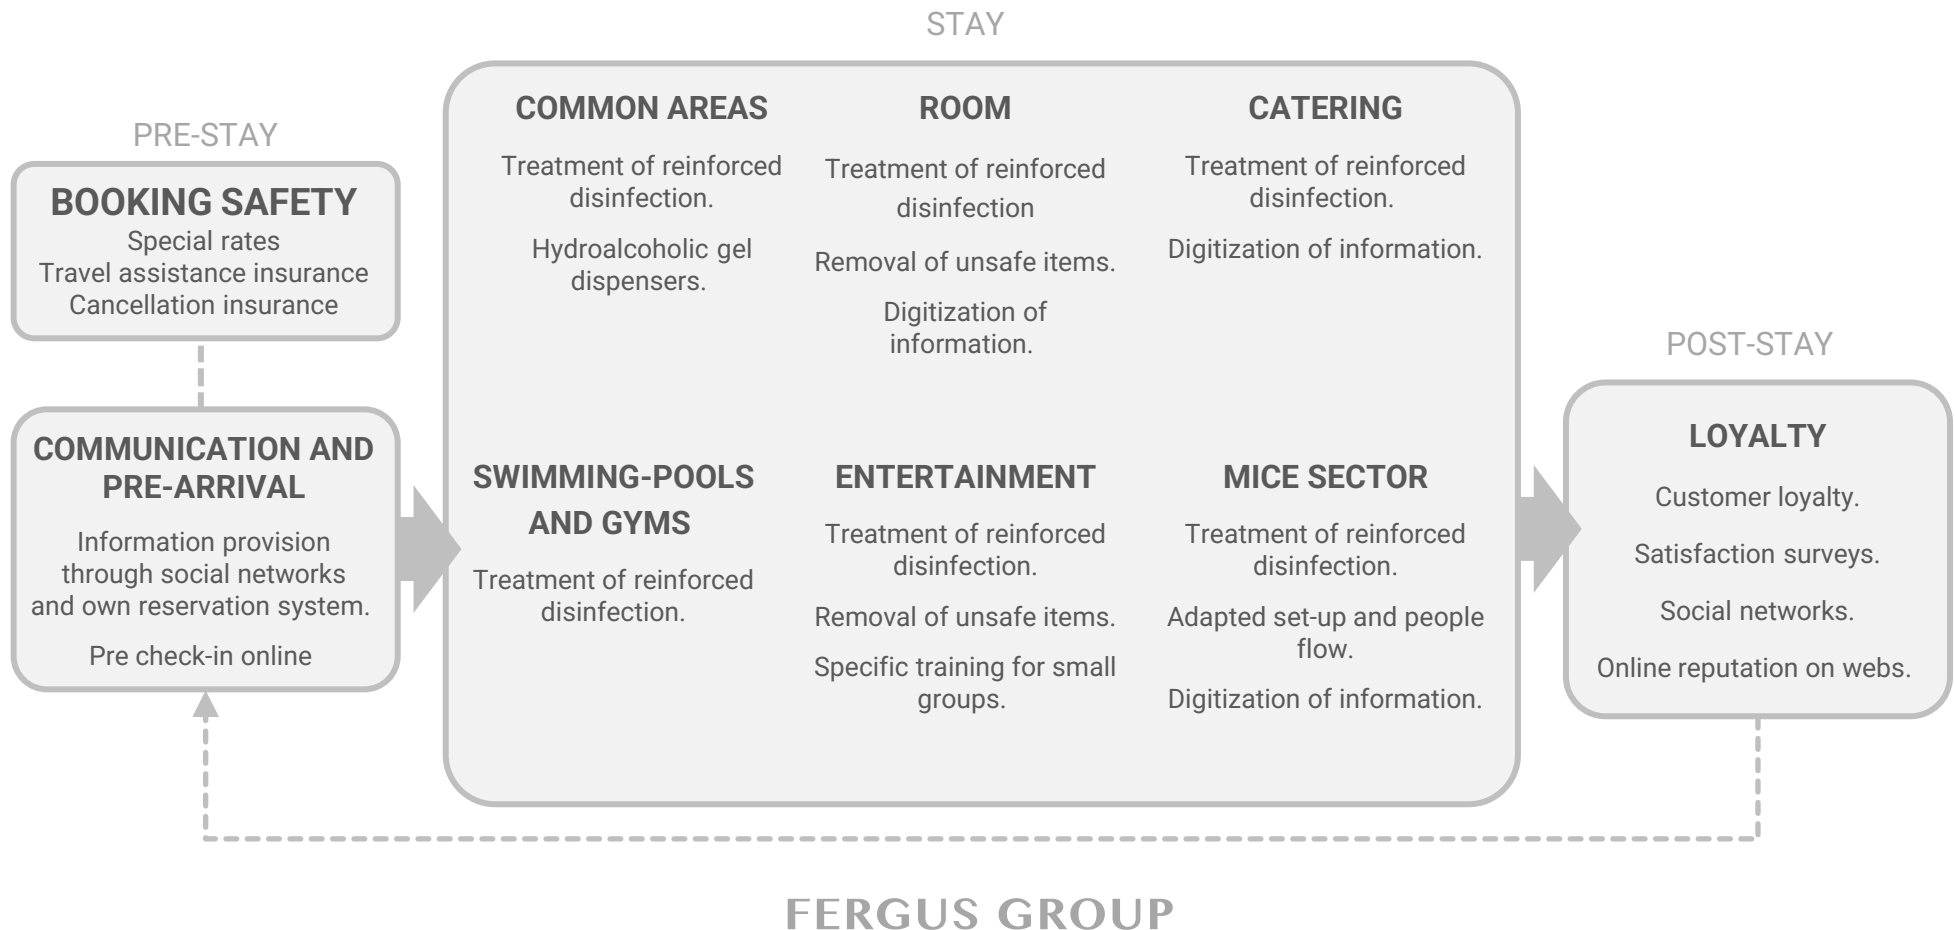 STAY
PRE-STAY
BOOKING SAFETY
Special rates
Travel assistance insurance
Cancellation insurance
COMMUNICATION AND
PRE-ARRIVAL
Information provision
through social networks
and own reservation system.
Pre check-in online
COMMON AREAS
Treatment of reinforced
disinfection.
Hydroalcoholic gel
dispensers.
ROOM
Treatment of reinforced
disinfection
Removal of unsafe items.
Digitization of
information.
CATERING
Treatment of reinforced
disinfection.
Digitization of information.
SWIMMING-POOLS
AND GYMS
Treatment of reinforced
disinfection.
ENTERTAINMENT
Treatment of reinforced
disinfection.
Removal of unsafe items.
Specific training for small
groups.
MICE SECTOR
Treatment of reinforced
disinfection.
Adapted set-up and people
flow.
Digitization of information.
POST-STAY
LOYALTY
Customer loyalty.
Satisfaction surveys.
Social networks.
Online reputation on webs.
FERGUS GROUP